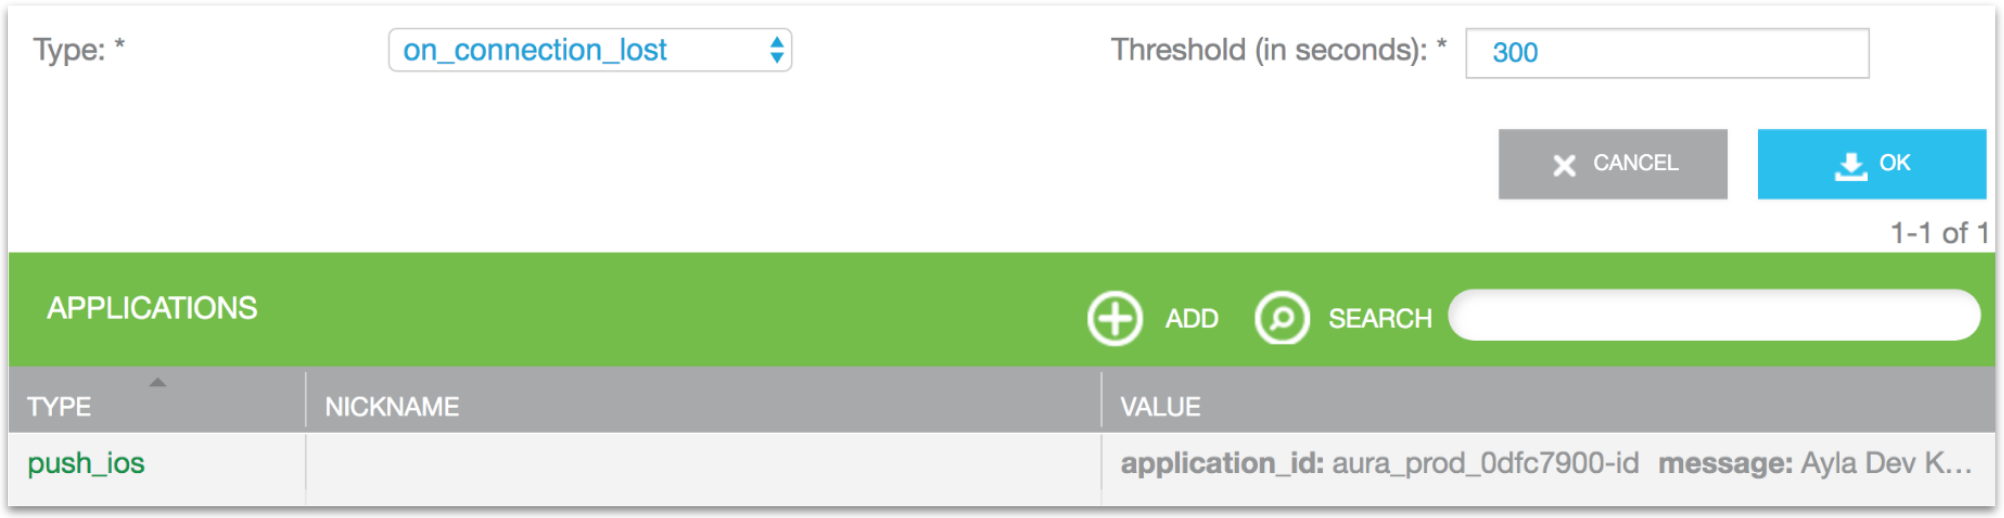 Type: * on_connection_lost Threshold (in seconds): * 300
CANCEL OK
1-1 of 1
APPLICATIONS ADD SEARCH
TYPE NICKNAME VALUE
push_ios application_id: aura_prod_0dfc7900-id message: Ayla Dev K...